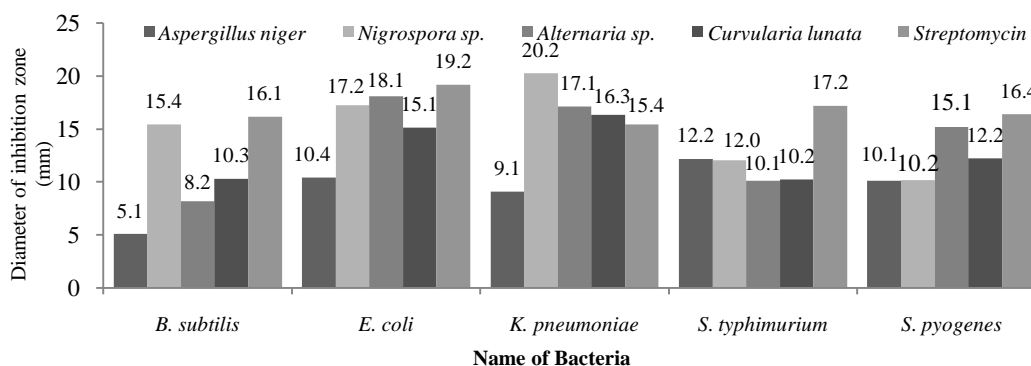 Aspergillus niger Nigrospora sp. Alternaria sp. Curvularia lunata Streptomycin
Diameter of inhibition zone
(mm)
25
20
15
10
5
0
5.1 15.4 8.2 10.3 16.1
10.4 17.2 18.1 15.1 19.2
9.1 20.2 17.1 16.3 15.4
12.2 12.0 10.1 10.2 17.2
10.1 10.2 15.1 12.2 16.4
B. subtilis E. coli K. pneumoniae S. typhimurium S. pyogenes
Name of Bacteria